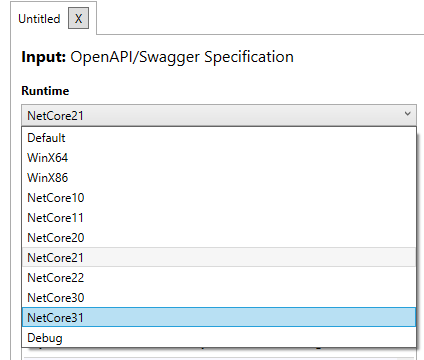 Untitled X
Input: OpenAPI/Swagger Specification
Runtime
NetCore21
Default
WinX64
WinX86
NetCore10
NetCore11
NetCore20
NetCore21
NetCore22
NetCore30
NetCore31
Debug